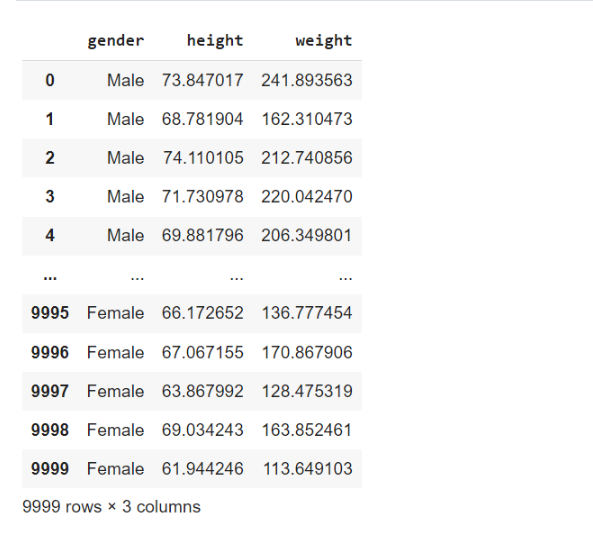 gender height weight
0 Male 73.847017 241.893563
1 Male 68.781904 162.310473
2 Male 74.110105 212.740856
3 Male 71.730978 220.042470
4 Male 69.881796 206.349801
... ... ... ...
9995 Female 66.172652 136.777454
9996 Female 67.067155 170.867906
9997 Female 63.867992 128.475319
9998 Female 69.034243 163.852461
9999 Female 61.944246 113.649103
9999 rows × 3 columns